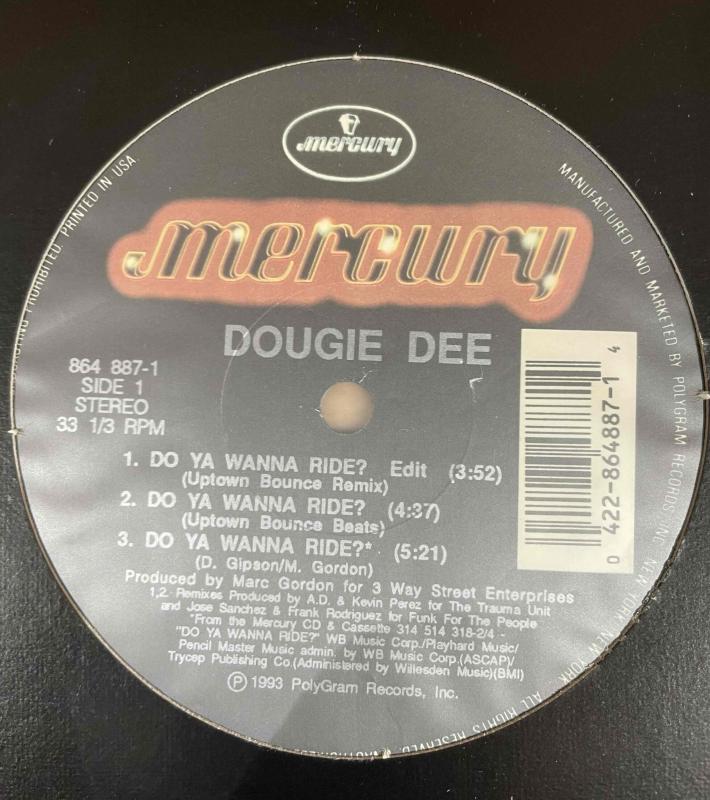 mercury
mercury
DOUGIE DEE
864 887-1
SIDE 1
STEREO
33 1/3 RPM
1. DO YA WANNA RIDE? Edit (3:52)
(Uptown Bounce Remix)
2. DO YA WANNA RIDE? (4:37)
(Uptown Bounce Beats)
3. DO YA WANNA RIDE?* (5:21)
(D. Gipson/M. Gordon)
Produced by Marc Gordon for 3 Way Street Enterprises
1,2. Remixes Produced by A.D. & Kevin Perez for The Trauma Unit
and Jose Sanchez & Frank Rodriguez for Funk For The People
*From the Mercury CD & Cassette 314 514 318-2/4 -
"DO YA WANNA RIDE?" WB Music Corp./Playhard Music/
Pencil Master Music admin. by WB Music Corp.(ASCAP)/
Trycep Publishing Co.(Administered by Willesden Music)(BMI)
Ⓟ 1993 PolyGram Records, Inc.
0 422-864887-1 4
MANUFACTURED AND MARKETED BY POLYGRAM RECORDS, INC. NEW YORK, NEW YORK. ALL RIGHTS RESERVED.
PROHIBITED. PRINTED IN USA.